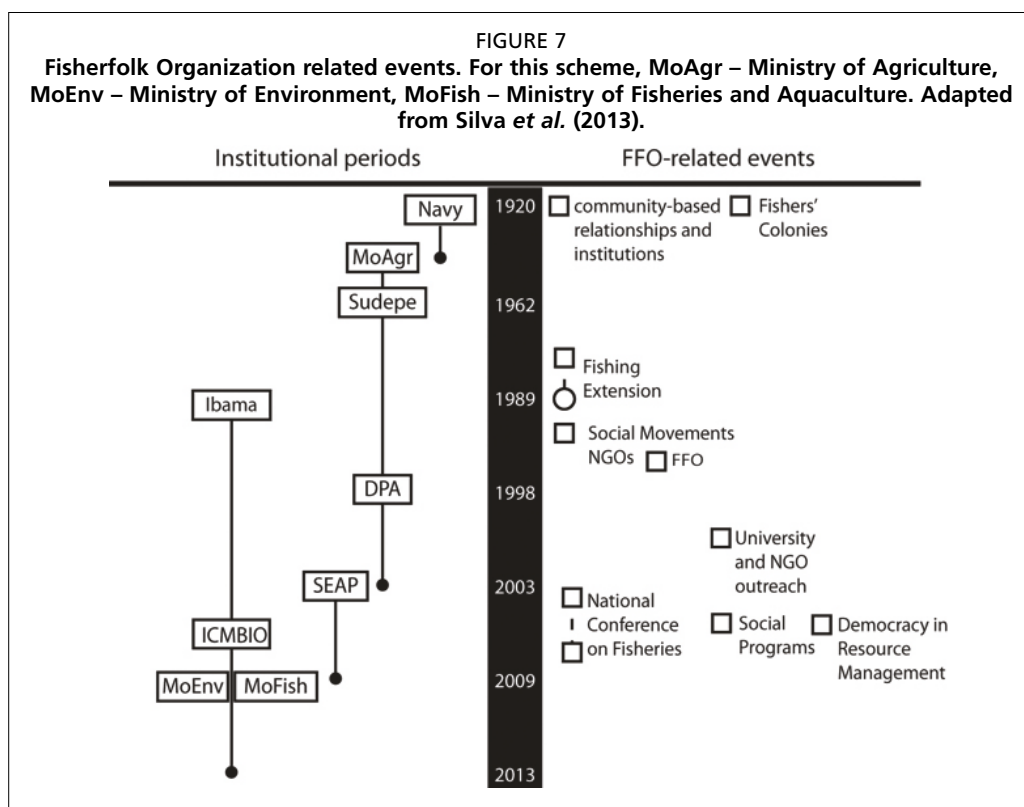 FIGURE 7
Fisherfolk Organization related events. For this scheme, MoAgr – Ministry of Agriculture,
MoEnv – Ministry of Environment, MoFish – Ministry of Fisheries and Aquaculture. Adapted
from Silva et al. (2013).
Institutional periods
FFO-related events
Navy
1920
community-based
relationships and
institutions
Fishers'
Colonies
MoAgr
Sudepe
1962
Fishing
Extension
Ibama
1989
Social Movements
NGOs
FFO
DPA
1998
University
and NGO
outreach
SEAP
2003
National
Conference
on Fisheries
Social
Programs
Democracy in
Resource
Management
ICMBIO
MoEnv
MoFish
2009
2013